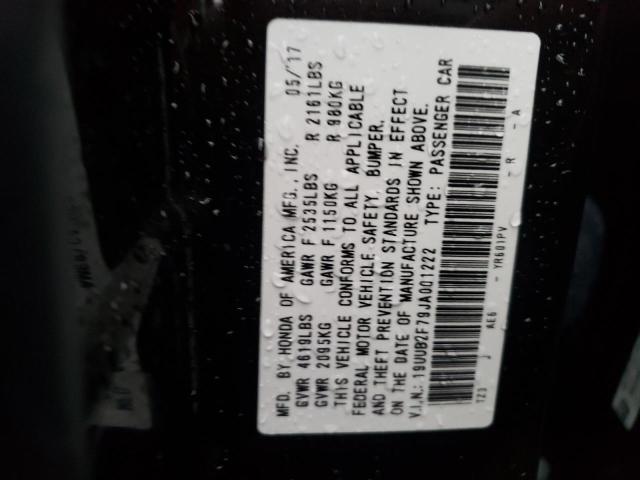 MFD. BY HONDA OF AMERICA MFG., INC. 05/'17
GVWR 4619LBS GAWR F 2535LBS R 2161LBS
GVWR 2095KG GAWR F 1150KG R 980KG
THIS VEHICLE CONFORMS TO ALL APPLICABLE
FEDERAL MOTOR VEHICLE SAFETY, BUMPER,
AND THEFT PREVENTION STANDARDS IN EFFECT
ON THE DATE OF MANUFACTURE SHOWN ABOVE.
V.I.N.: 19UUB2F79JA001222 TYPE: PASSENGER CAR
TZ3 J AE6 - YR601PV - R - A